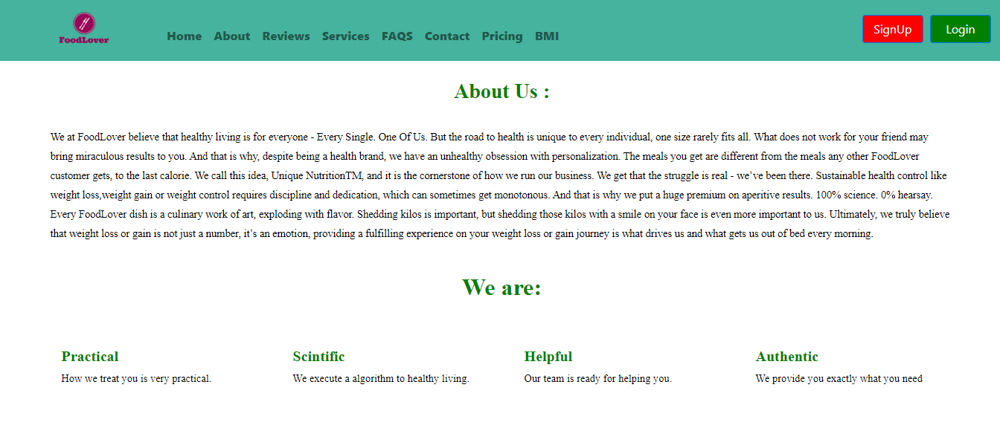 FoodLover
Home About Reviews Services FAQS Contact Pricing BMI
SignUp Login
About Us :
We at FoodLover believe that healthy living is for everyone - Every Single. One Of Us. But the road to health is unique to every individual, one size rarely fits all. What does not work for your friend may
bring miraculous results to you. And that is why, despite being a health brand, we have an unhealthy obsession with personalization. The meals you get are different from the meals any other FoodLover
customer gets, to the last calorie. We call this idea, Unique NutritionTM, and it is the cornerstone of how we run our business. We get that the struggle is real - we’ve been there. Sustainable health control like
weight loss,weight gain or weight control requires discipline and dedication, which can sometimes get monotonous. And that is why we put a huge premium on aperitive results. 100% science. 0% hearsay.
Every FoodLover dish is a culinary work of art, exploding with flavor. Shedding kilos is important, but shedding those kilos with a smile on your face is even more important to us. Ultimately, we truly believe
that weight loss or gain is not just a number, it’s an emotion, providing a fulfilling experience on your weight loss or gain journey is what drives us and what gets us out of bed every morning.
We are:
Practical
How we treat you is very practical.
Scintific
We execute a algorithm to healthy living.
Helpful
Our team is ready for helping you.
Authentic
We provide you exactly what you need